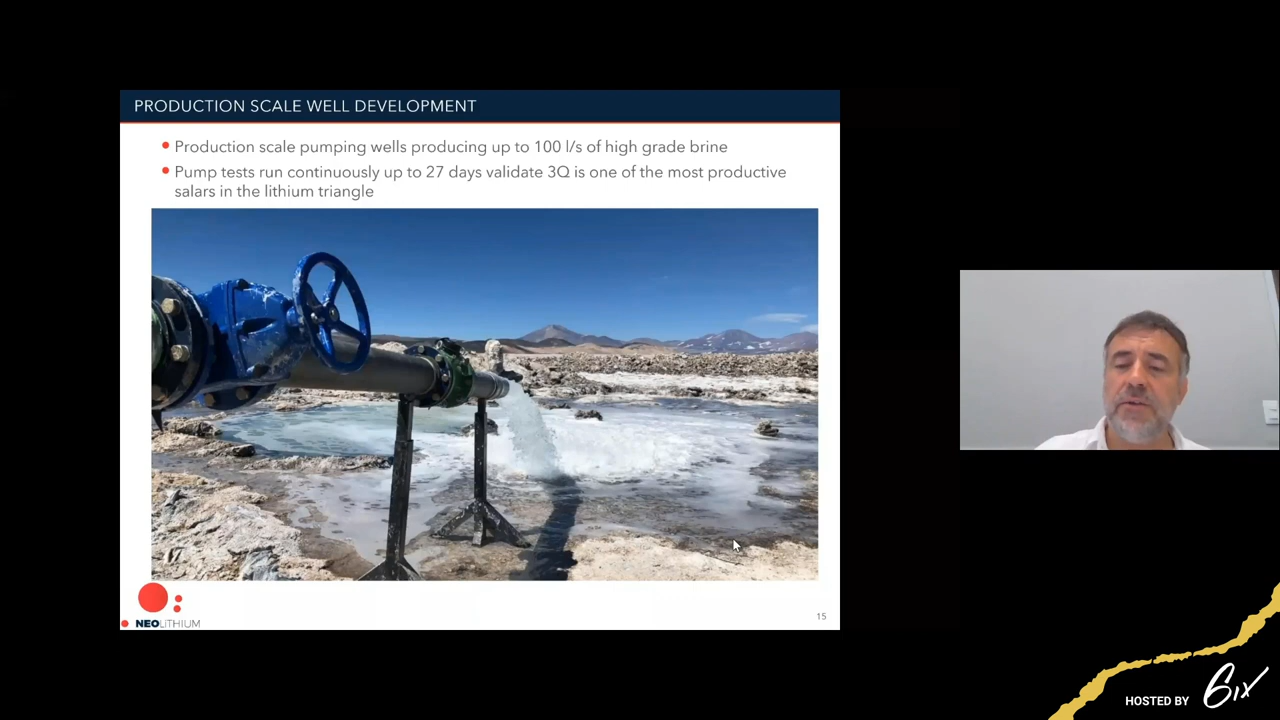 PRODUCTION SCALE WELL DEVELOPMENT
Production scale pumping wells producing up to 100 l/s of high grade brine
Pump tests run continuously up to 27 days validate 3Q is one of the most productive
salars in the lithium triangle
NEOLITHIUM
15
HOSTED BY 6ix